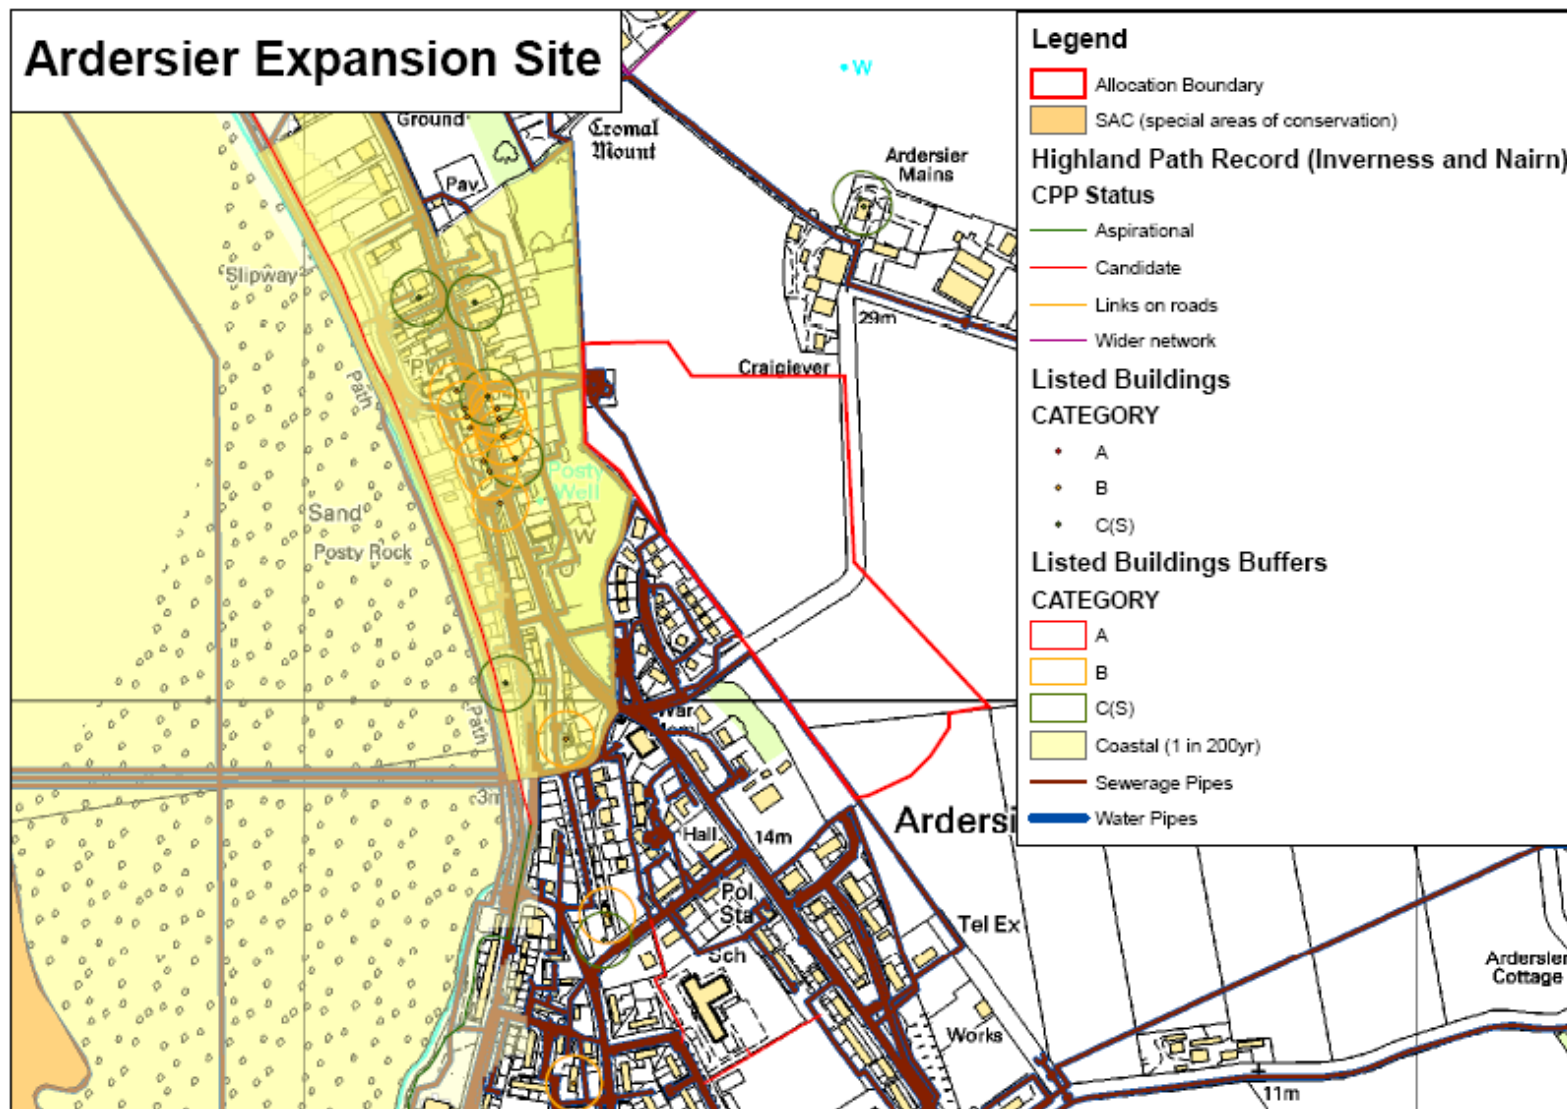 Ardersier Expansion Site
Legend
Allocation Boundary
SAC (special areas of conservation)
Highland Path Record (Inverness and Nairn)
CPP Status
Aspirational
Candidate
Links on roads
Wider network
Listed Buildings
CATEGORY
A
B
C(S)
Listed Buildings Buffers
CATEGORY
A
B
C(S)
Coastal (1 in 200yr)
Sewerage Pipes
Water Pipes
W
Ground
Cromal
Mount
Pav
Ardersier
Mains
Slipway
29m
Craigiever
Path
Posty
Well
W
Sand
Posty Rock
Path
War
3m
Hall
14m
Ardersi
Pol
Sta
Sch
Tel Ex
Works
Ardersier
Cottage
11m